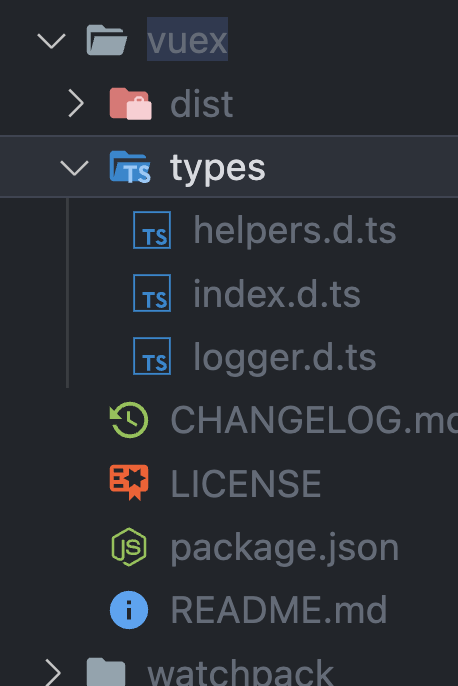 vuex
dist
TS types
TS helpers.d.ts
TS index.d.ts
TS logger.d.ts
CHANGELOG.md
LICENSE
JS package.json
i README.md
watchpack